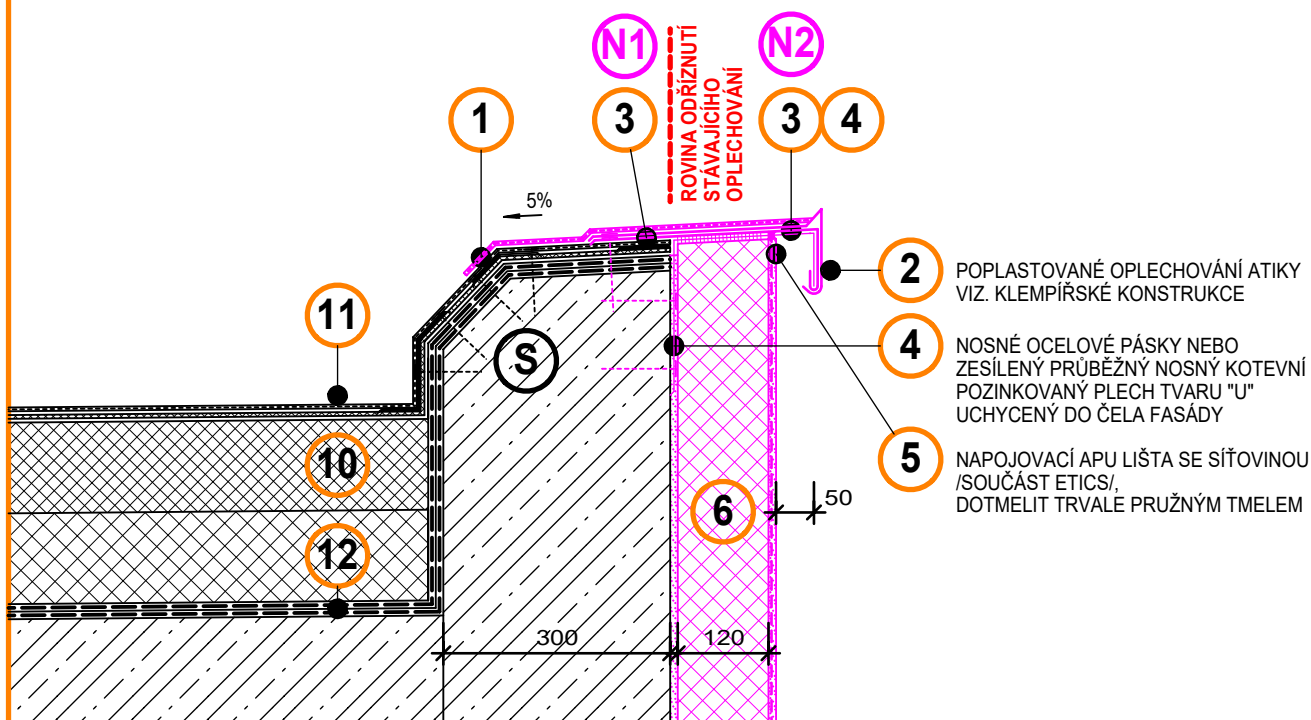 N1
ROVINA ODŘÍZNUTÍ
STÁVAJÍCÍHO
OPLECHOVÁNÍ
N2
1
3
3
4
5%
2
POPLASTOVANÉ OPLECHOVÁNÍ ATIKY
VIZ. KLEMPÍŘSKÉ KONSTRUKCE
11
S
4
NOSNÉ OCELOVÉ PÁSKY NEBO
ZESÍLENÝ PRŮBĚŽNÝ NOSNÝ KOTEVNÍ
POZINKOVANÝ PLECH TVARU "U"
UCHYCENÝ DO ČELA FASÁDY
10
5
NAPOJOVACÍ APU LIŠTA SE SÍŤOVINOU
/SOUČÁST ETICS/,
DOTMELIT TRVALE PRUŽNÝM TMELEM
6
50
12
300
120